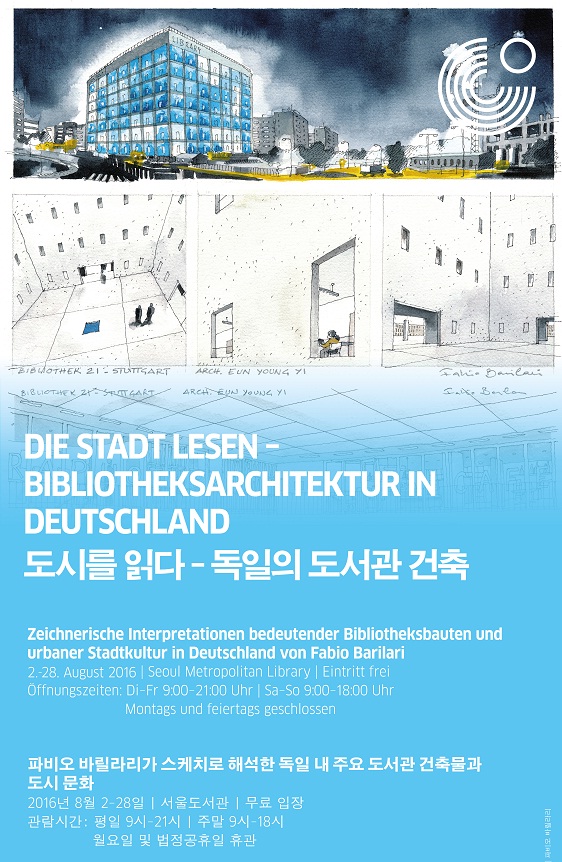 LIBRARY
BIBLIOTHEK 21 - STUTTGART ARCH. EUN YOUNG YI Fabio Barilari
BIBLIOTHEK 21 - STUTTGART ARCH. EUN YOUNG YI
DIE STADT LESEN –
BIBLIOTHEKSARCHITEKTUR IN
DEUTSCHLAND
도시를 읽다 – 독일의 도서관 건축
Zeichnerische Interpretationen bedeutender Bibliotheksbauten und
urbaner Stadtkultur in Deutschland von Fabio Barilari
2.-28. August 2016 | Seoul Metropolitan Library | Eintritt frei
Öffnungszeiten: Di-Fr 9:00-21:00 Uhr | Sa-So 9:00-18:00 Uhr
Montags und feiertags geschlossen
파비오 바릴라리가 스케치로 해석한 독일 내 주요 도서관 건축물과
도시 문화
2016년 8월 2-28일 | 서울도서관 | 무료 입장
관람시간: 평일 9시-21시 | 주말 9시-18시
월요일 및 법정공휴일 휴관
파비오 바릴라리